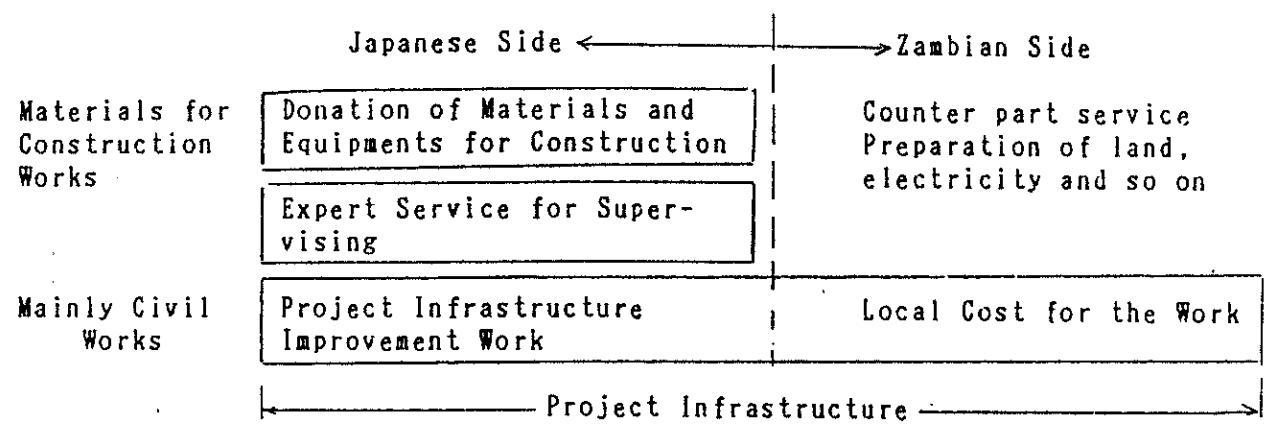 Japanese Side Zambian Side
Materials for
Construction
Works
Donation of Materials and
Equipments for Construction
Counter part service
Preparation of land,
electricity and so on
Expert Service for Super-
vising
Mainly Civil
Works
Project Infrastructure
Improvement Work
Local Cost for the Work
Project Infrastructure